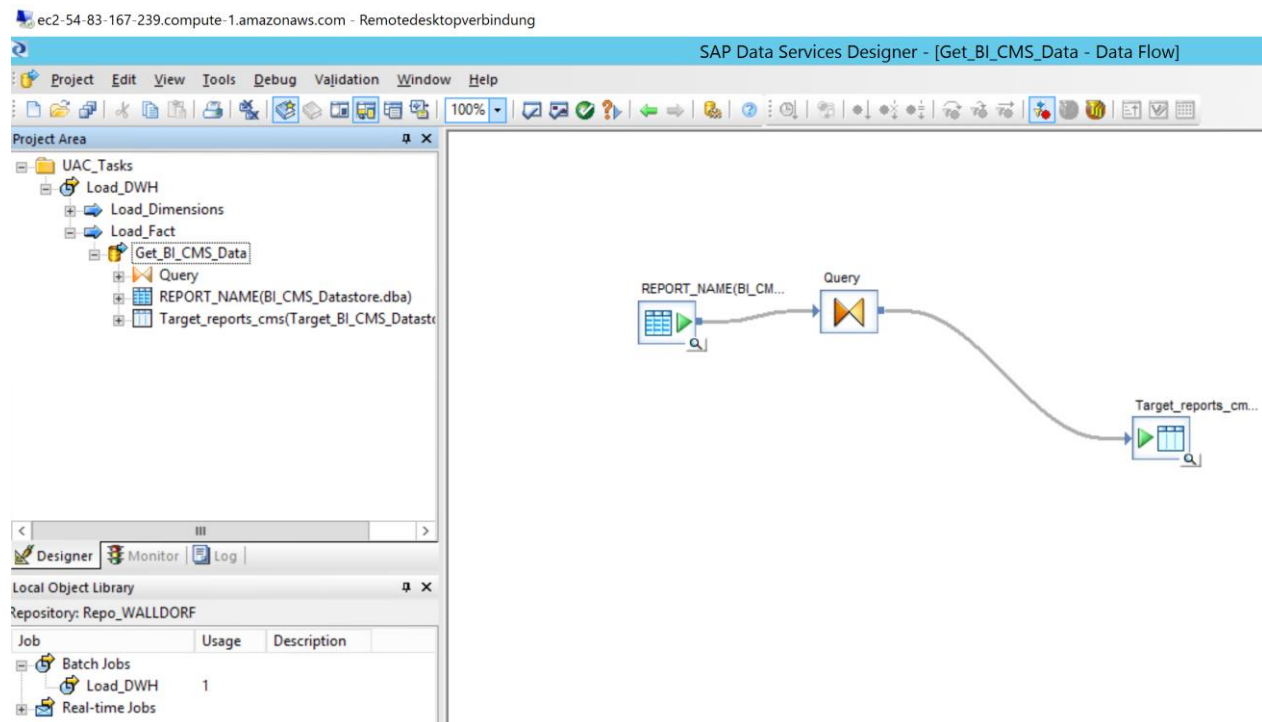 ec2-54-83-167-239.compute-1.amazonaws.com - Remotedesktopverbindung
SAP Data Services Designer - [Get_BI_CMS_Data - Data Flow]
Project Edit View Tools Debug Validation Window Help
100%
Project Area
UAC_Tasks
Load_DWH
Load_Dimensions
Load_Fact
Get_BI_CMS_Data
Query
REPORT_NAME(BI_CMS_Datastore.dba)
Target_reports_cms(Target_BI_CMS_Datasto
Designer Monitor Log
Local Object Library
Repository: Repo_WALLDORF
Job Usage Description
Batch Jobs
Load_DWH 1
Real-time Jobs
REPORT_NAME(BI_CM...
Query
Target_reports_cm...